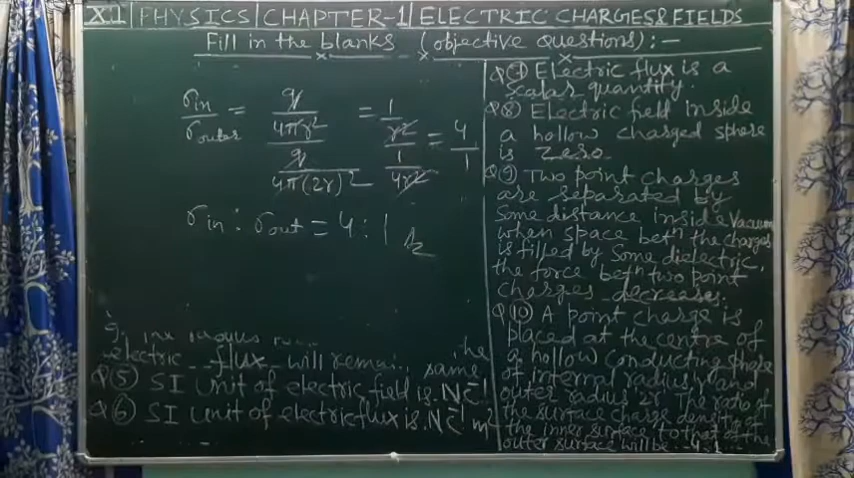 XII | PHYSICS | CHAPTER-1 | ELECTRIC CHARGES & FIELDS
Fill in the blanks (objective questions) :-
σin / σouter = (q / 4πr²) / (q / 4π(2r)²) = (1 / r²) / (1 / 4r²) = 4 / 1
σin : σout = 4 : 1
electric flux will remain same
Q(5) SI Unit of electric field is NC⁻¹
Q(6) SI Unit of electric flux is NC⁻¹ m²
Q(7) Electric flux is a
scalar quantity.
Q(8) Electric field inside
a hollow charged sphere
is zero.
Q(9) Two point charges
are separated by
Some distance inside Vacuum
when space betn the charges
is filled by Some dielectric,
the force betn two point
charges decreases.
Q(10) A point charge is
placed at the centre of
a hollow conducting sphere
of internal radius 'r' and
outer radius '2r'. The ratio of
the surface charge density of
the inner surface to that of the
outer surface will be 4:1